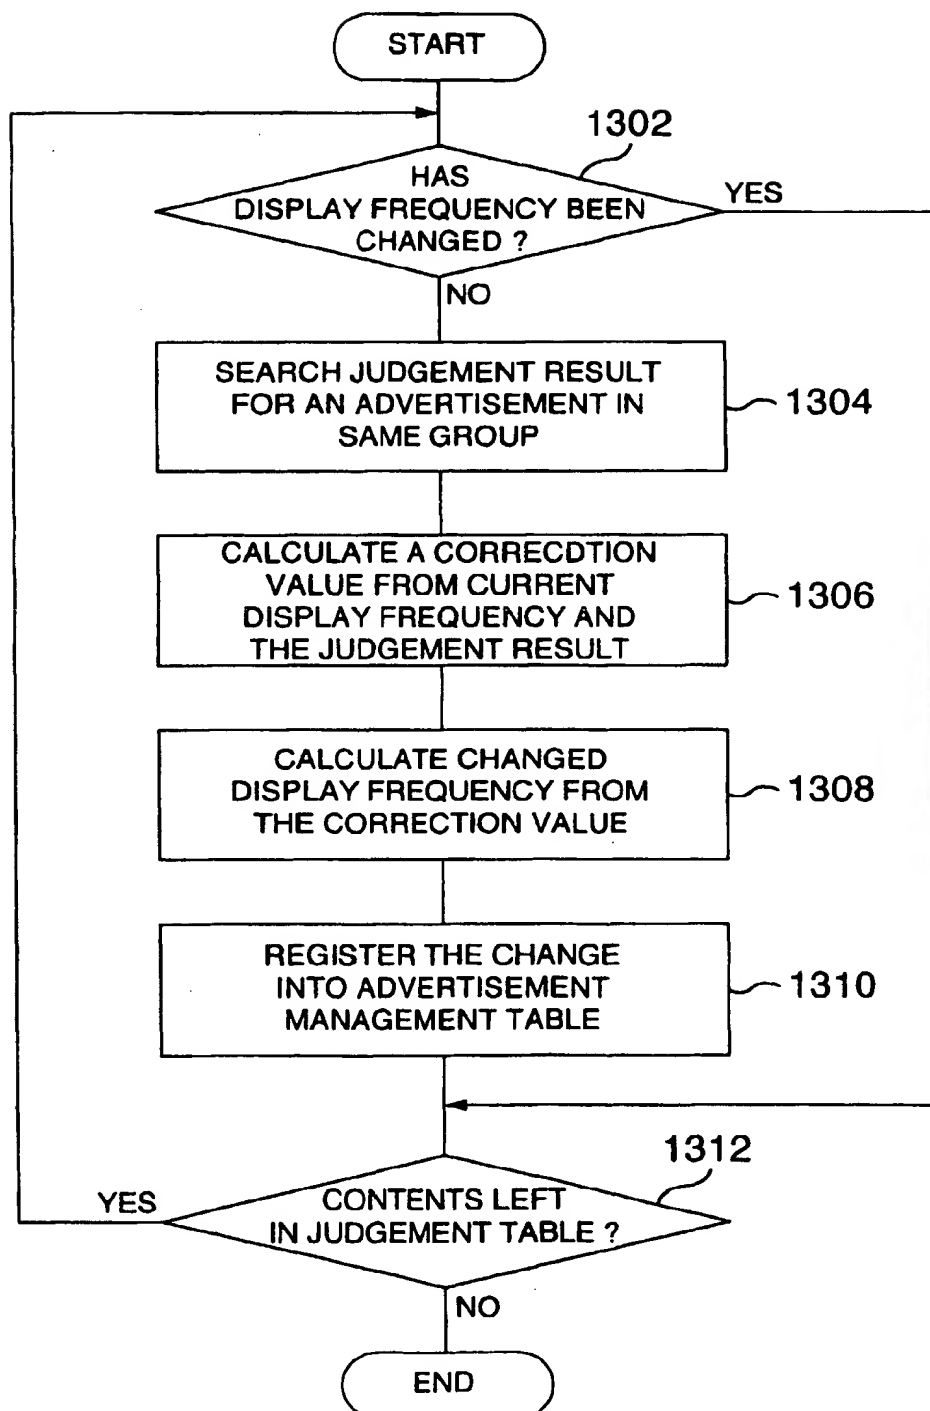 START
1302
HAS
DISPLAY FREQUENCY BEEN
CHANGED ?
YES
NO
SEARCH JUDGEMENT RESULT
FOR AN ADVERTISEMENT IN
SAME GROUP
1304
CALCULATE A CORRECDTION
VALUE FROM CURRENT
DISPLAY FREQUENCY AND
THE JUDGEMENT RESULT
1306
CALCULATE CHANGED
DISPLAY FREQUENCY FROM
THE CORRECTION VALUE
1308
REGISTER THE CHANGE
INTO ADVERTISEMENT
MANAGEMENT TABLE
1310
1312
YES
CONTENTS LEFT
IN JUDGEMENT TABLE ?
NO
END